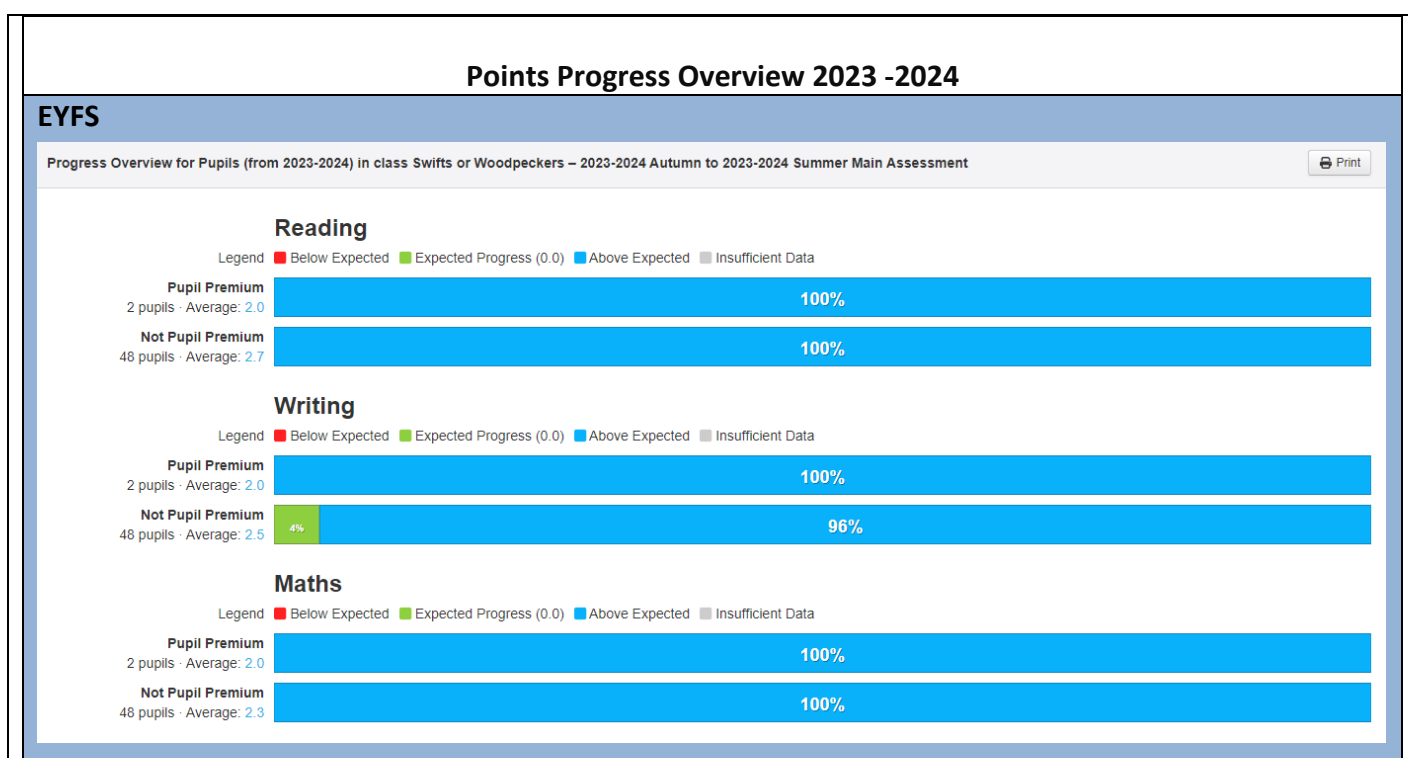 Points Progress Overview 2023 -2024
EYFS
Progress Overview for Pupils (from 2023-2024) in class Swifts or Woodpeckers – 2023-2024 Autumn to 2023-2024 Summer Main Assessment
Print
Reading
Legend Below Expected Expected Progress (0.0) Above Expected Insufficient Data
Pupil Premium
2 pupils · Average: 2.0
100%
Not Pupil Premium
48 pupils · Average: 2.7
100%
Writing
Legend Below Expected Expected Progress (0.0) Above Expected Insufficient Data
Pupil Premium
2 pupils · Average: 2.0
100%
Not Pupil Premium
48 pupils · Average: 2.5
4% 96%
Maths
Legend Below Expected Expected Progress (0.0) Above Expected Insufficient Data
Pupil Premium
2 pupils · Average: 2.0
100%
Not Pupil Premium
48 pupils · Average: 2.3
100%